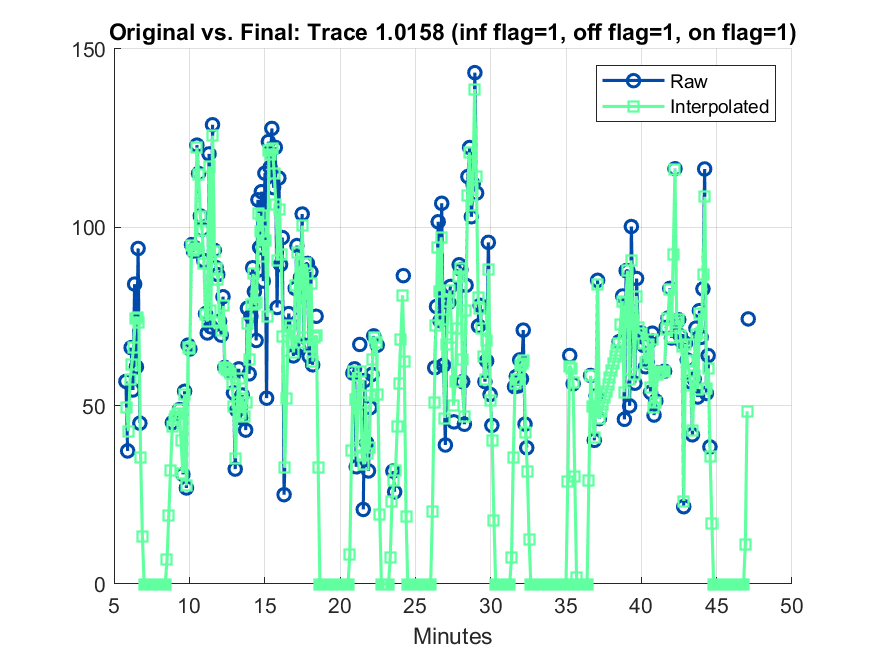 Original vs. Final: Trace 1.0158 (inf flag=1, off flag=1, on flag=1)
150
Raw
Interpolated
100
50
0
5 10 15 20 25 30 35 40 45 50
Minutes